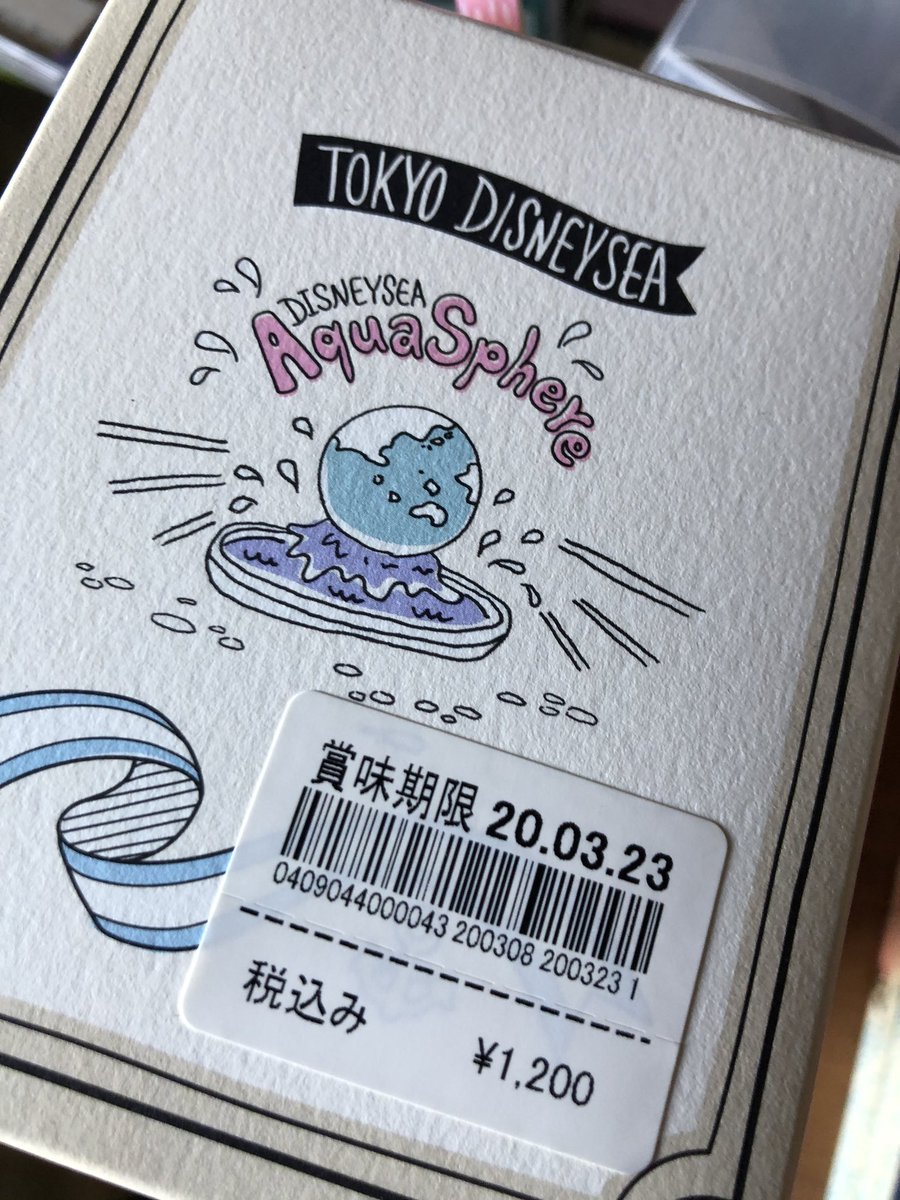 TOKYO DISNEYSEA
DISNEYSEA
AquaSphere
賞味期限 20.03.23
0409044000043 200308 200323 1
税込み
¥1,200